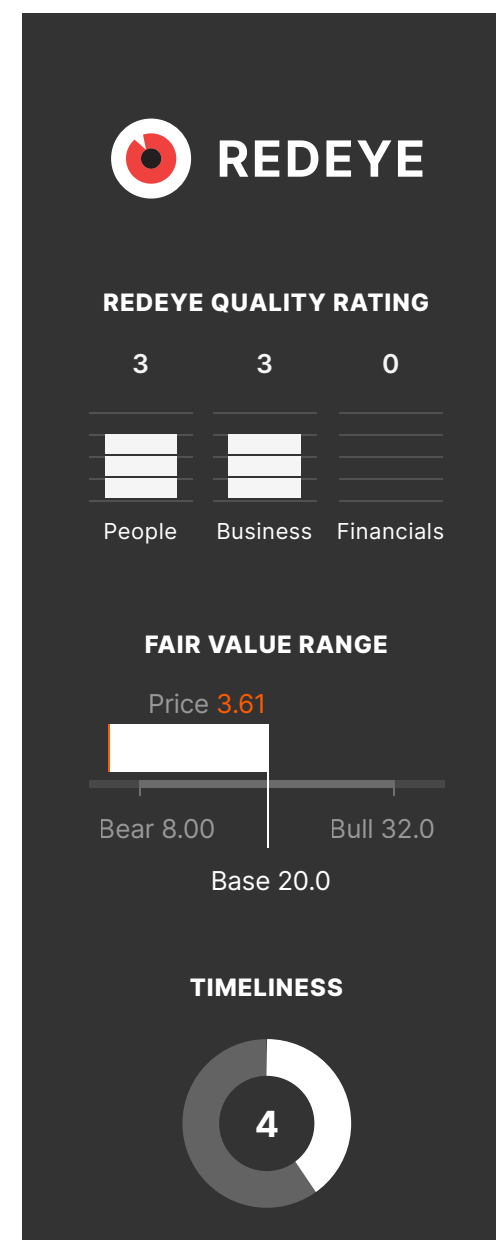 REDEYE
REDEYE QUALITY RATING
3 3 0
People Business Financials
FAIR VALUE RANGE
Price 3.61
Bear 8.00 Bull 32.0
Base 20.0
TIMELINESS
4